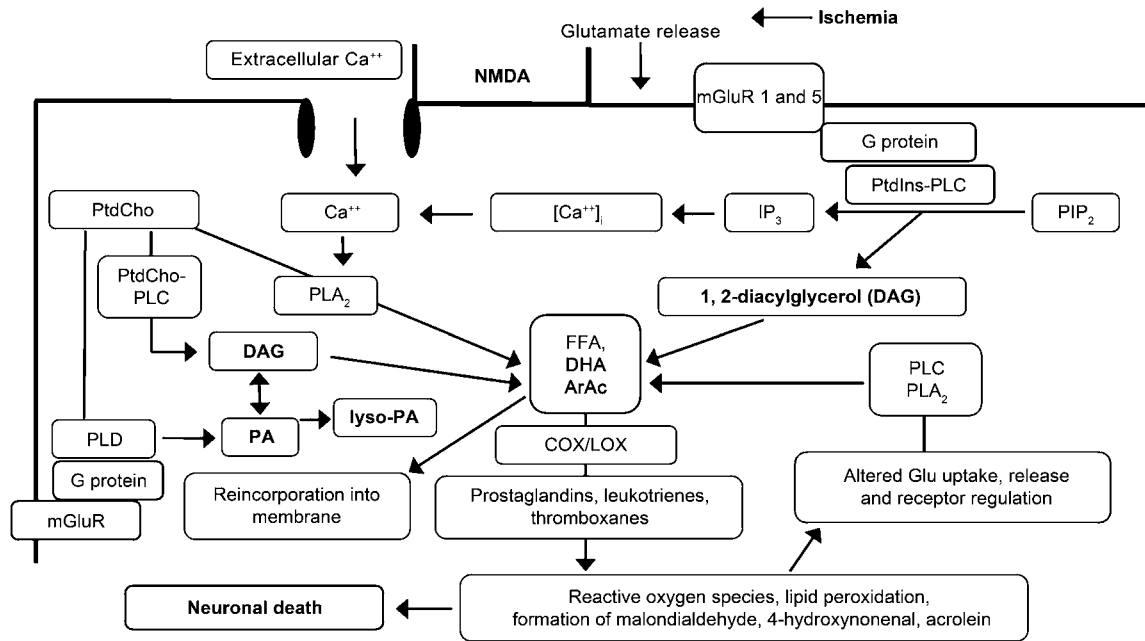 Ischemia
Glutamate release
Extracellular Ca⁺⁺
NMDA
mGluR 1 and 5
G protein
PtdIns-PLC
PtdCho
Ca⁺⁺
[Ca⁺⁺]ᵢ
IP₃
PIP₂
PtdCho-
PLC
PLA₂
1, 2-diacylglycerol (DAG)
DAG
FFA,
DHA
ArAc
PLC
PLA₂
lyso-PA
PLD
PA
COX/LOX
G protein
mGluR
Reincorporation into
membrane
Prostaglandins, leukotrienes,
thromboxanes
Altered Glu uptake, release
and receptor regulation
Neuronal death
Reactive oxygen species, lipid peroxidation,
formation of malondialdehyde, 4-hydroxynonenal, acrolein